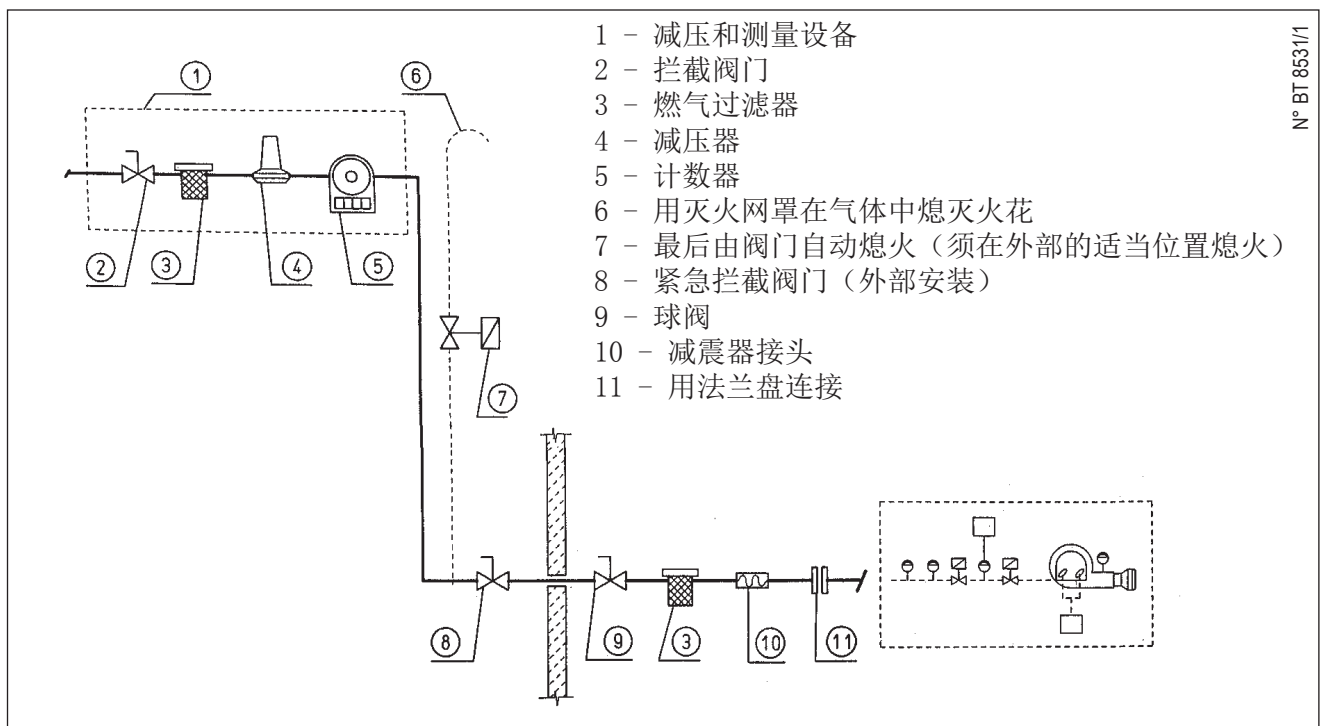 1 - 减压和测量设备
2 - 拦截阀门
3 - 燃气过滤器
4 - 减压器
5 - 计数器
6 - 用灭火网罩在气体中熄灭火花
7 - 最后由阀门自动熄火（须在外部的适当位置熄火）
8 - 紧急拦截阀门（外部安装）
9 - 球阀
10 - 减震器接头
11 - 用法兰盘连接
N° BT 8531/1
1
6
2
3
4
5
7
8
9
3
10
11